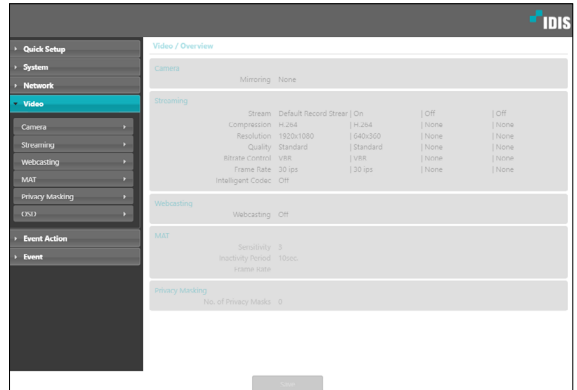 IDIS
Quick Setup
System
Network
Video
Camera
Streaming
Webcasting
MAT
Privacy Masking
OSD
Event Action
Event
Video / Overview
Camera
Mirroring None
Streaming
Stream Default Record Strear | On | Off | Off
Compression H.264 | H.264 | None | None
Resolution 1920x1080 | 640x360 | None | None
Quality Standard | Standard | None | None
Bitrate Control VBR | VBR | None | None
Frame Rate 30 ips | 30 ips | None | None
Intelligent Codec Off
Webcasting
Webcasting Off
MAT
Sensitivity 3
Inactivity Period 10sec.
Frame Rate
Privacy Masking
No. of Privacy Masks 0
Save